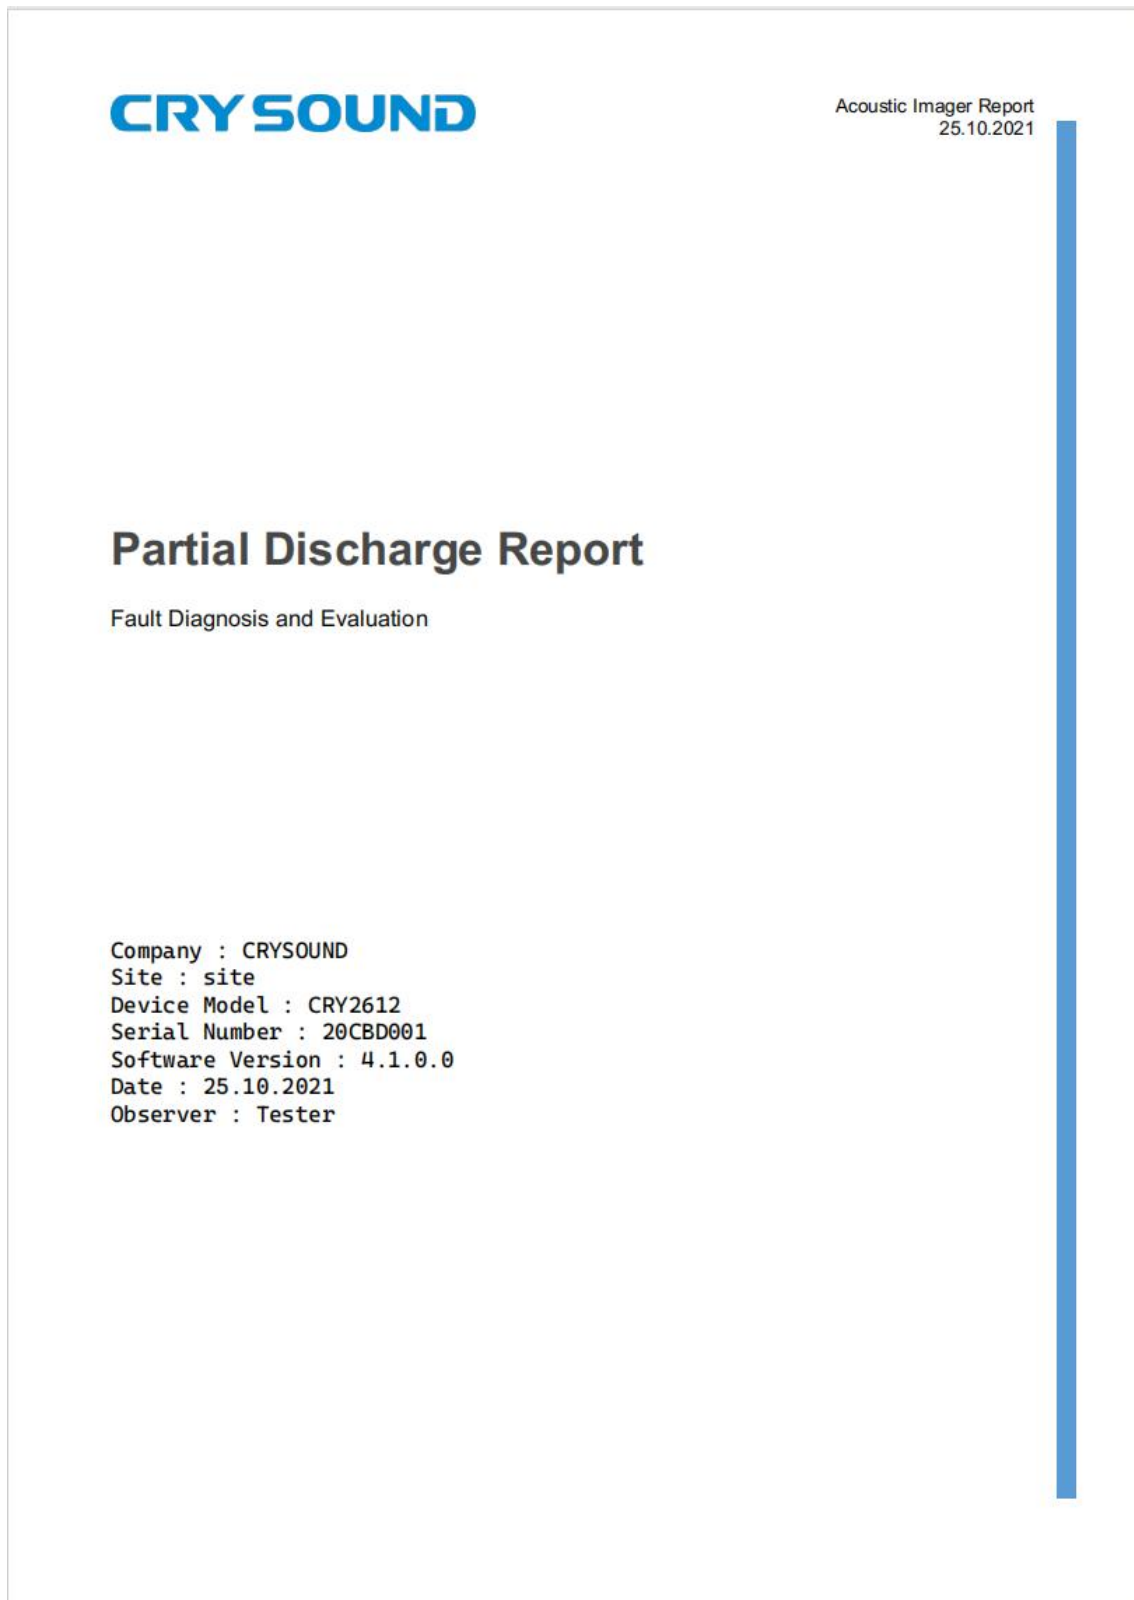 CRYSOUND
Acoustic Imager Report
25.10.2021
Partial Discharge Report
Fault Diagnosis and Evaluation
Company : CRYSOUND
Site : site
Device Model : CRY2612
Serial Number : 20CBD001
Software Version : 4.1.0.0
Date : 25.10.2021
Observer : Tester